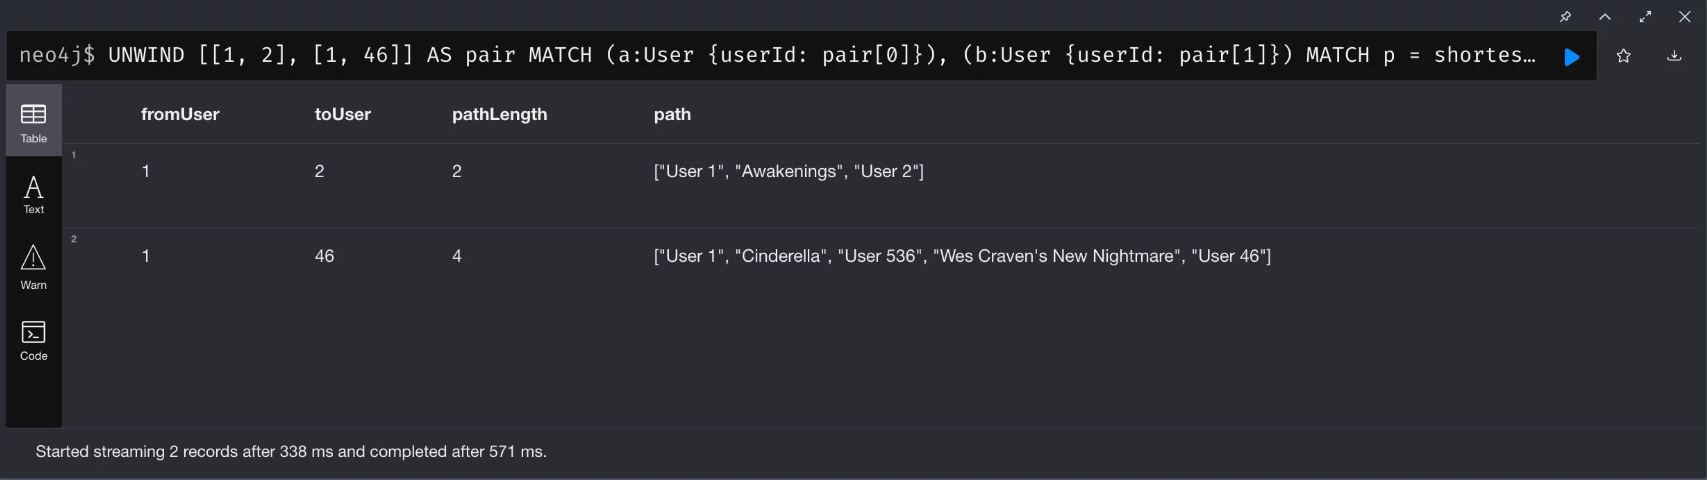 neo4j$ UNWIND [[1, 2], [1, 46]] AS pair MATCH (a:User {userId: pair[0]}), (b:User {userId: pair[1]}) MATCH p = shortes…
Table
Text
Warn
Code
fromUser toUser pathLength path
1
1 2 2 ["User 1", "Awakenings", "User 2"]
2
1 46 4 ["User 1", "Cinderella", "User 536", "Wes Craven's New Nightmare", "User 46"]
Started streaming 2 records after 338 ms and completed after 571 ms.